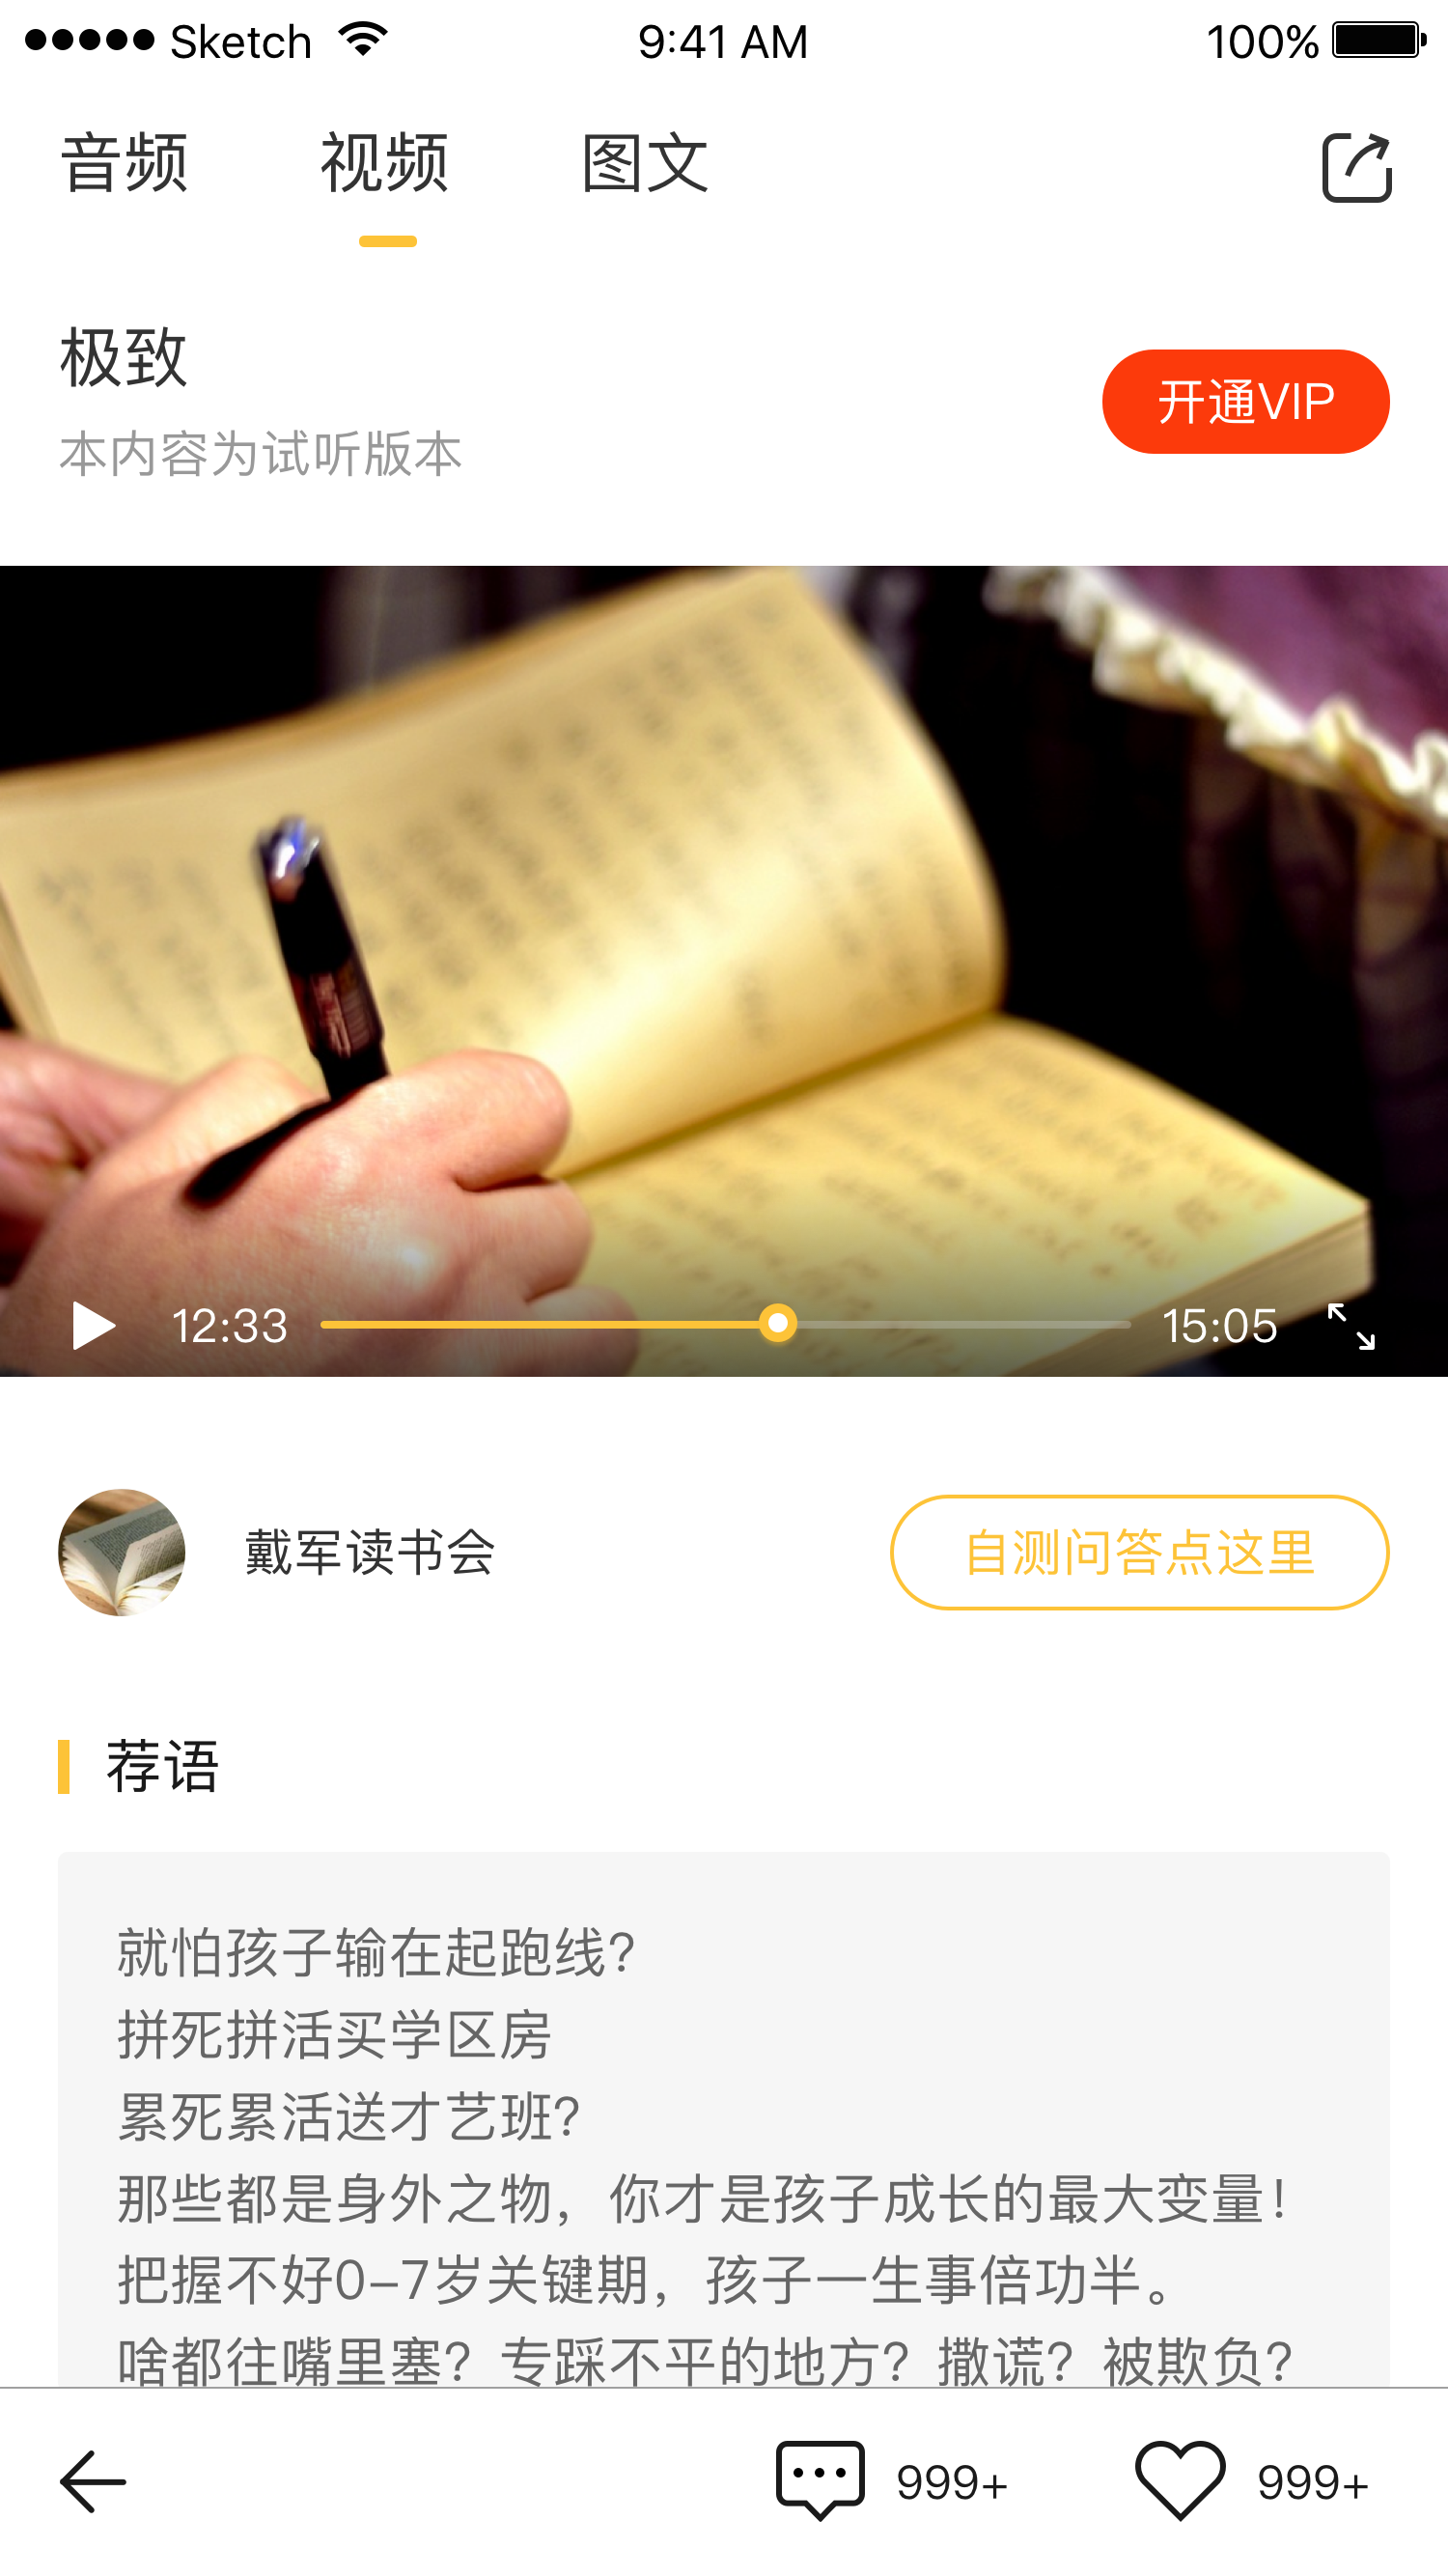 Sketch 9:41 AM 100%
音频 视频 图文
极致
开通VIP
本内容为试听版本
12:33 15:05
戴军读书会 自测问答点这里
荐语
就怕孩子输在起跑线?
拼死拼活买学区房
累死累活送才艺班?
那些都是身外之物，你才是孩子成长的最大变量!
把握不好0-7岁关键期，孩子一生事倍功半。
啥都往嘴里塞? 专踩不平的地方? 撒谎? 被欺负?
999+ 999+